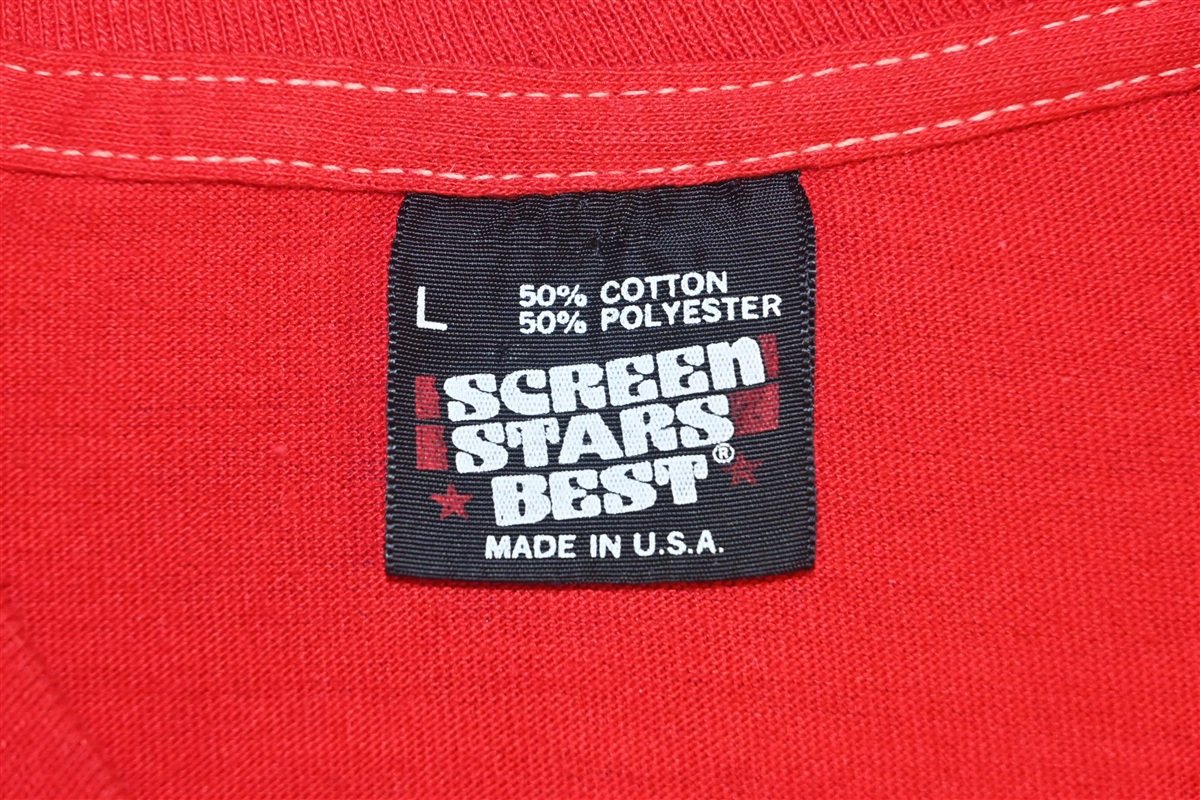 L
50% COTTON
50% POLYESTER
SCREEN
STARS
BEST®
MADE IN U.S.A.